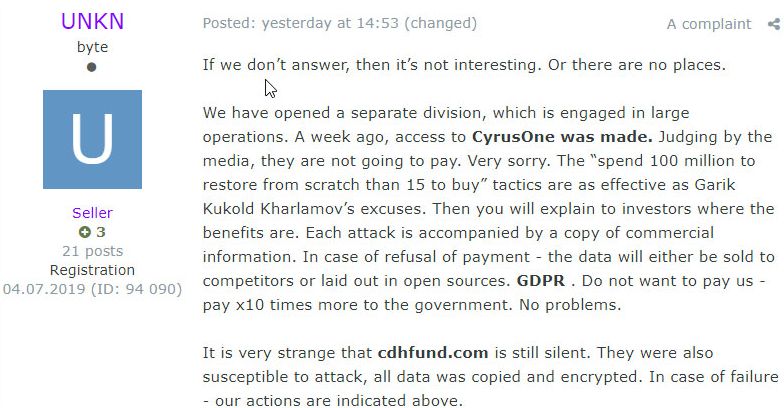 UNKN
byte
U
Seller
3
21 posts
Registration
04.07.2019 (ID: 94 090)
Posted: yesterday at 14:53 (changed)
A complaint
If we don’t answer, then it’s not interesting. Or there are no places.
We have opened a separate division, which is engaged in large
operations. A week ago, access to CyrusOne was made. Judging by the
media, they are not going to pay. Very sorry. The “spend 100 million to
restore from scratch than 15 to buy” tactics are as effective as Garik
Kukold Kharlamov’s excuses. Then you will explain to investors where the
benefits are. Each attack is accompanied by a copy of commercial
information. In case of refusal of payment - the data will either be sold to
competitors or laid out in open sources. GDPR . Do not want to pay us -
pay x10 times more to the government. No problems.
It is very strange that cdhfund.com is still silent. They were also
susceptible to attack, all data was copied and encrypted. In case of failure
- our actions are indicated above.